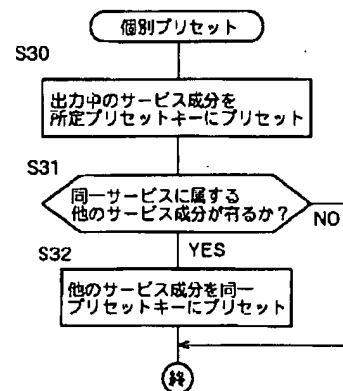 個別プリセット
S30
出力中のサービス成分を
所定プリセットキーにプリセット
S31
同一サービスに属する
他のサービス成分が有るか?
NO
YES
S32
他のサービス成分を同一
プリセットキーにプリセット
終